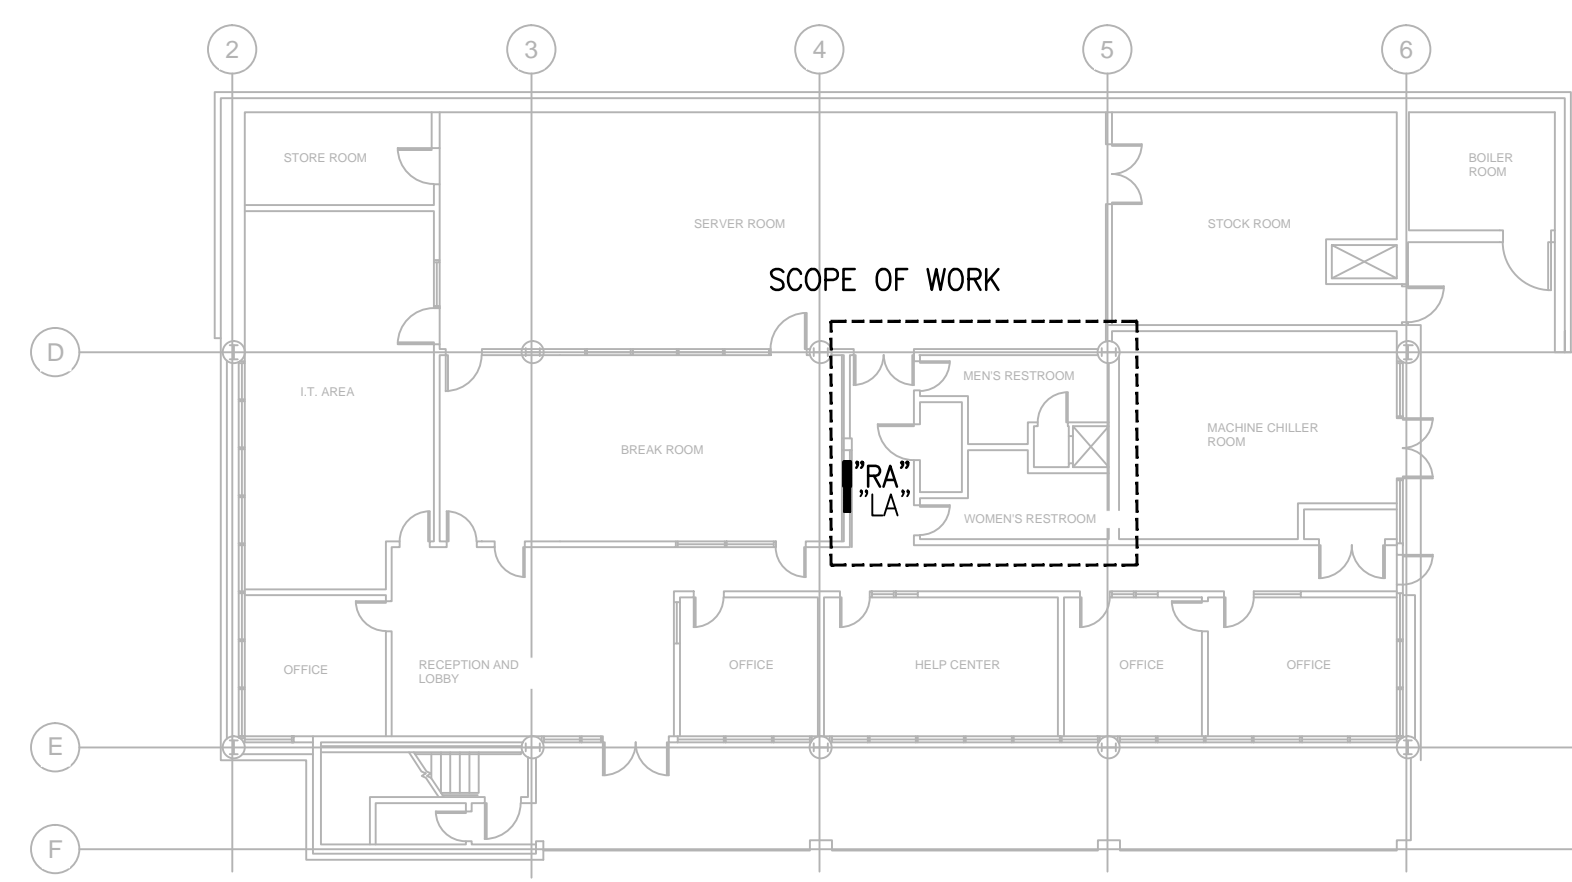 2 3 4 5 6
STORE ROOM
BOILER
ROOM
SERVER ROOM
STOCK ROOM
SCOPE OF WORK
D
MEN'S RESTROOM
I.T. AREA
MACHINE CHILLER
ROOM
BREAK ROOM
"RA"
"LA"
WOMEN'S RESTROOM
OFFICE
RECEPTION AND
LOBBY
OFFICE
HELP CENTER
OFFICE
OFFICE
E
F